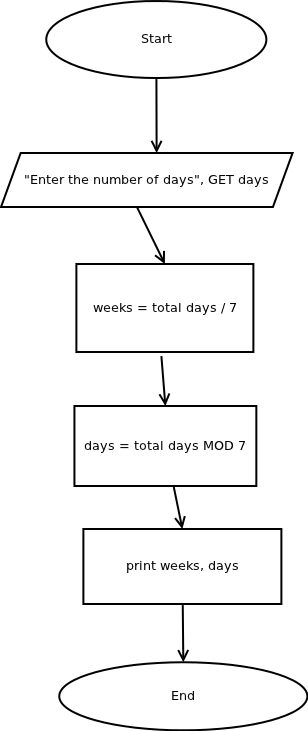 Start
"Enter the number of days", GET days
weeks = total days / 7
days = total days MOD 7
print weeks, days
End